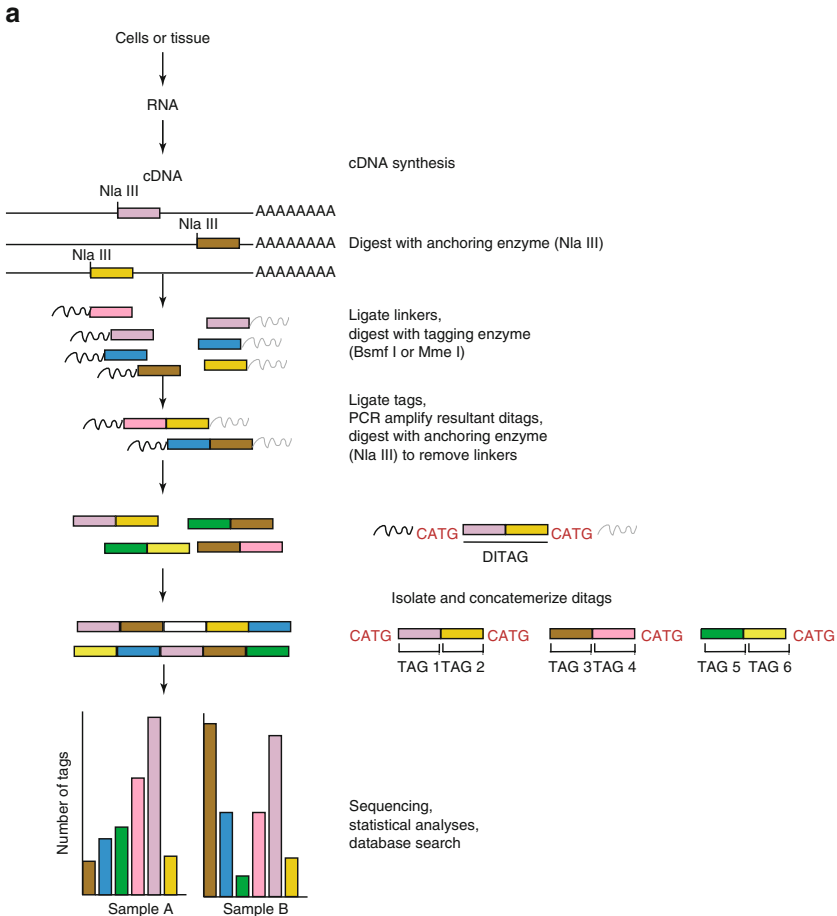 a
Cells or tissue
RNA
cDNA synthesis
cDNA
Nla III
AAAAAAAA
Nla III
AAAAAAAA
Digest with anchoring enzyme (Nla III)
Nla III
AAAAAAAA
Ligate linkers,
digest with tagging enzyme
(Bsmf I or Mme I)
Ligate tags,
PCR amplify resultant ditags,
digest with anchoring enzyme
(Nla III) to remove linkers
CATG CATG
DITAG
Isolate and concatemerize ditags
CATG CATG CATG CATG
TAG 1 TAG 2 TAG 3 TAG 4 TAG 5 TAG 6
Number of tags
Sequencing,
statistical analyses,
database search
Sample A Sample B